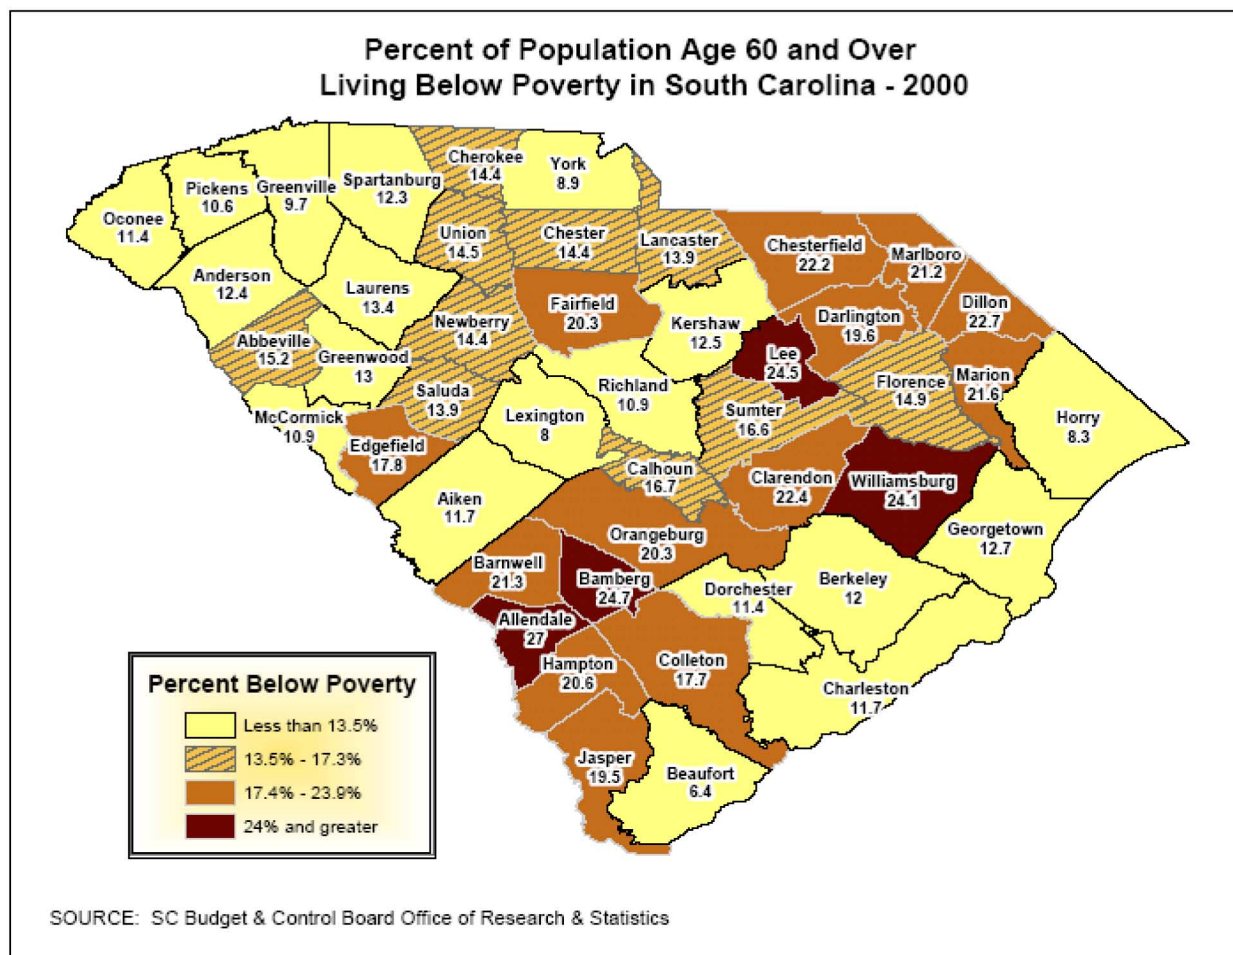 Percent of Population Age 60 and Over
Living Below Poverty in South Carolina - 2000
Cherokee
14.4
York
8.9
Spartanburg
12.3
Greenville
9.7
Pickens
10.6
Oconee
11.4
Union
14.5
Chester
14.4
Lancaster
13.9
Chesterfield
22.2
Marlboro
21.2
Anderson
12.4
Laurens
13.4
Fairfield
20.3
Dillon
22.7
Newberry
14.4
Kershaw
12.5
Darlington
19.6
Abbeville
15.2
Greenwood
13
Lee
24.5
Marion
21.6
Florence
14.9
Saluda
13.9
Richland
10.9
McCormick
10.9
Lexington
8
Sumter
16.6
Horry
8.3
Edgefield
17.8
Calhoun
16.7
Clarendon
22.4
Williamsburg
24.1
Aiken
11.7
Orangeburg
20.3
Georgetown
12.7
Barnwell
21.3
Bamberg
24.7
Dorchester
11.4
Berkeley
12
Allendale
27
Hampton
20.6
Colleton
17.7
Charleston
11.7
Jasper
19.5
Beaufort
6.4
Percent Below Poverty
Less than 13.5%
13.5% - 17.3%
17.4% - 23.9%
24% and greater
SOURCE: SC Budget & Control Board Office of Research & Statistics